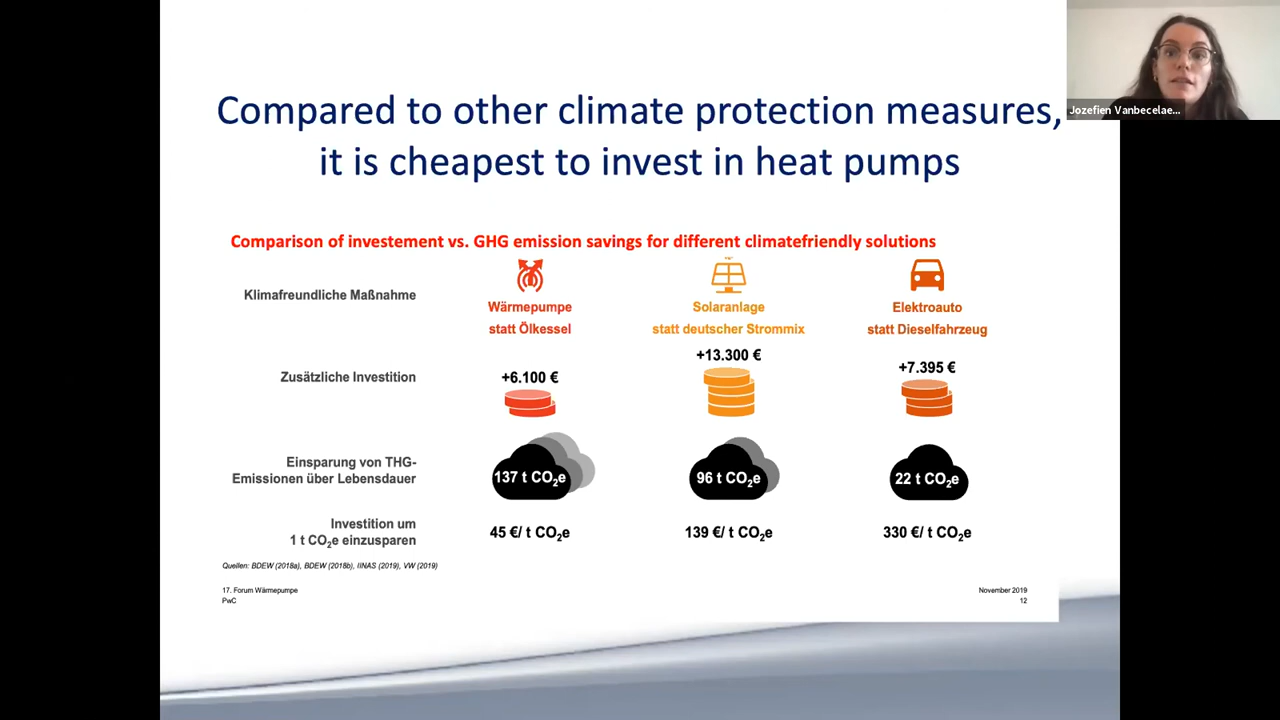 Compared to other climate protection measures,
it is cheapest to invest in heat pumps
Jozefien Vanbecelae...
Comparison of investement vs. GHG emission savings for different climatefriendly solutions
Klimafreundliche Maßnahme
Wärmepumpe
statt Ölkessel
Solaranlage
statt deutscher Strommix
Elektroauto
statt Dieselfahrzeug
Zusätzliche Investition
+6.100 €
+13.300 €
+7.395 €
Einsparung von THG-
Emissionen über Lebensdauer
137 t CO₂e
96 t CO₂e
22 t CO₂e
Investition um
1 t CO₂e einzusparen
45 €/ t CO₂e
139 €/ t CO₂e
330 €/ t CO₂e
Quellen: BDEW (2018a), BDEW (2018b), IINAS (2019), VW (2019)
17. Forum Wärmepumpe
PwC
November 2019
12